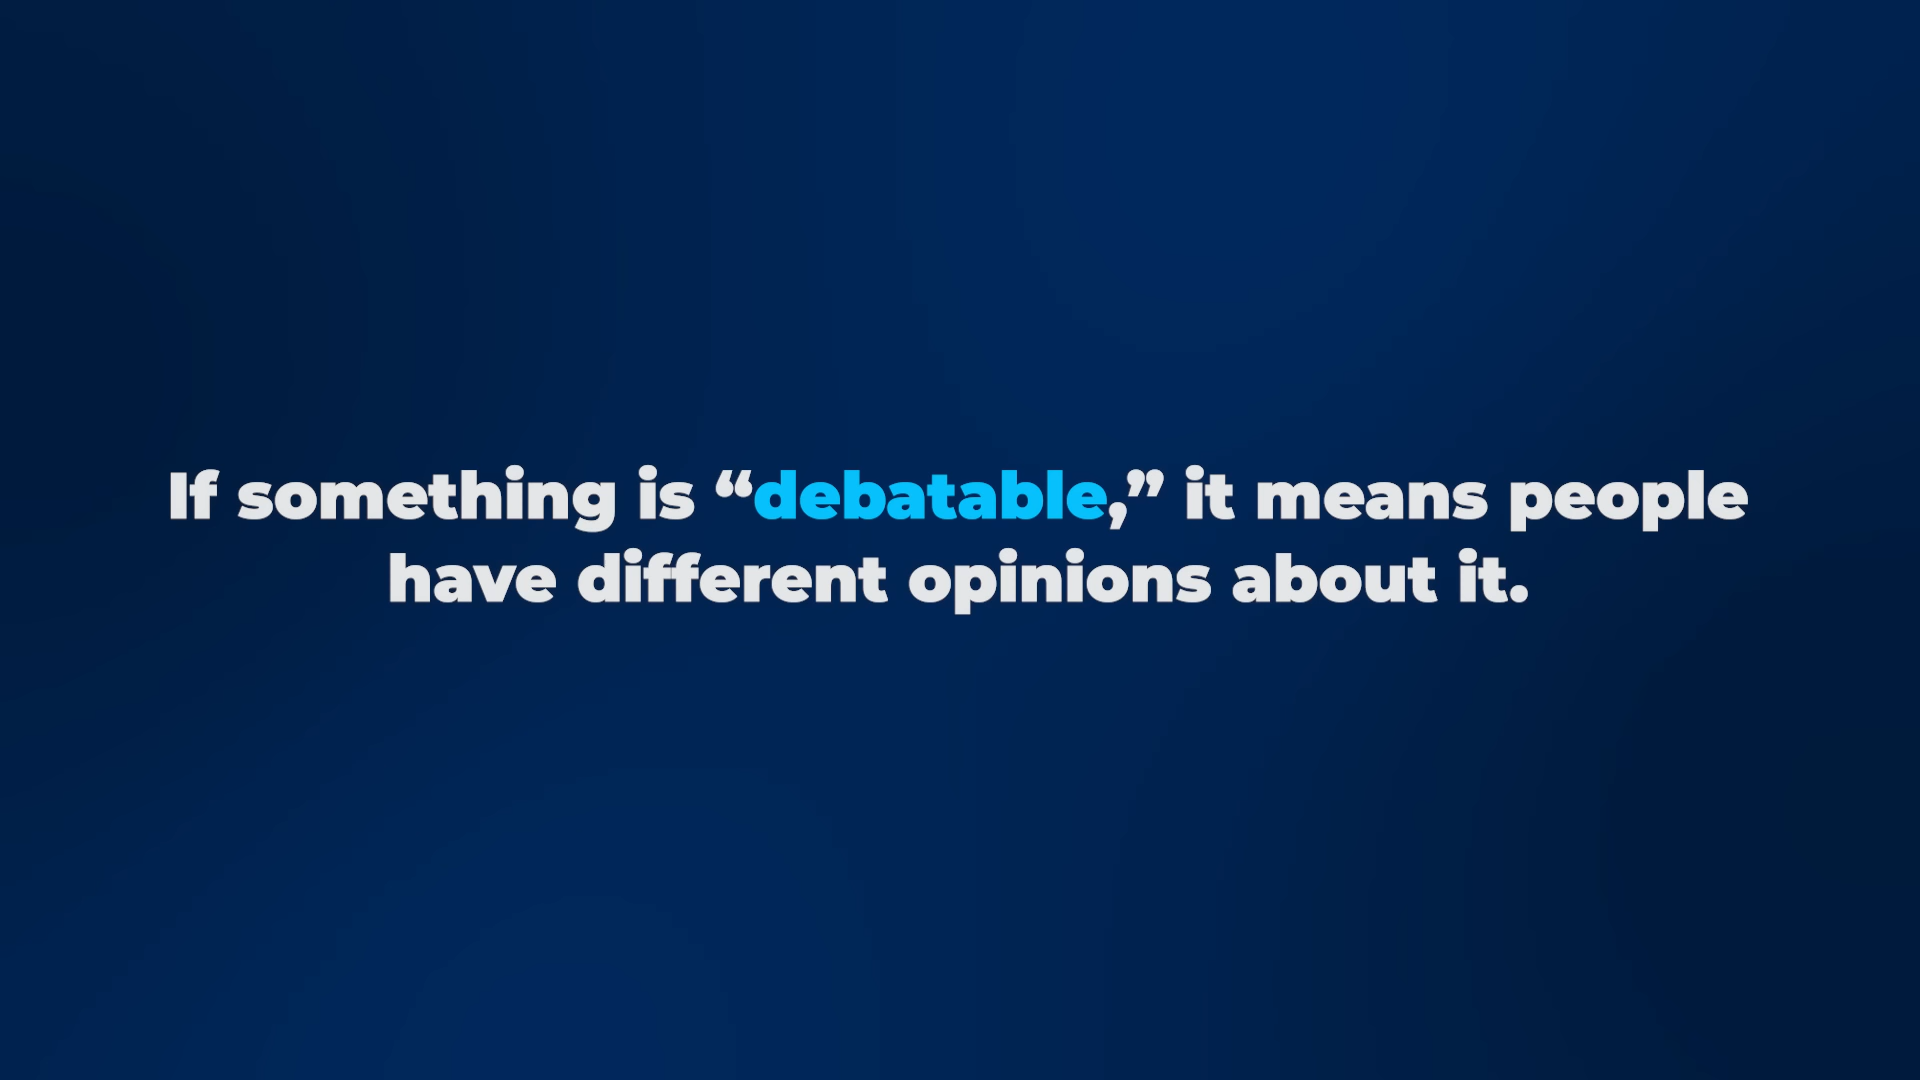 If something is “debatable,” it means people
have different opinions about it.